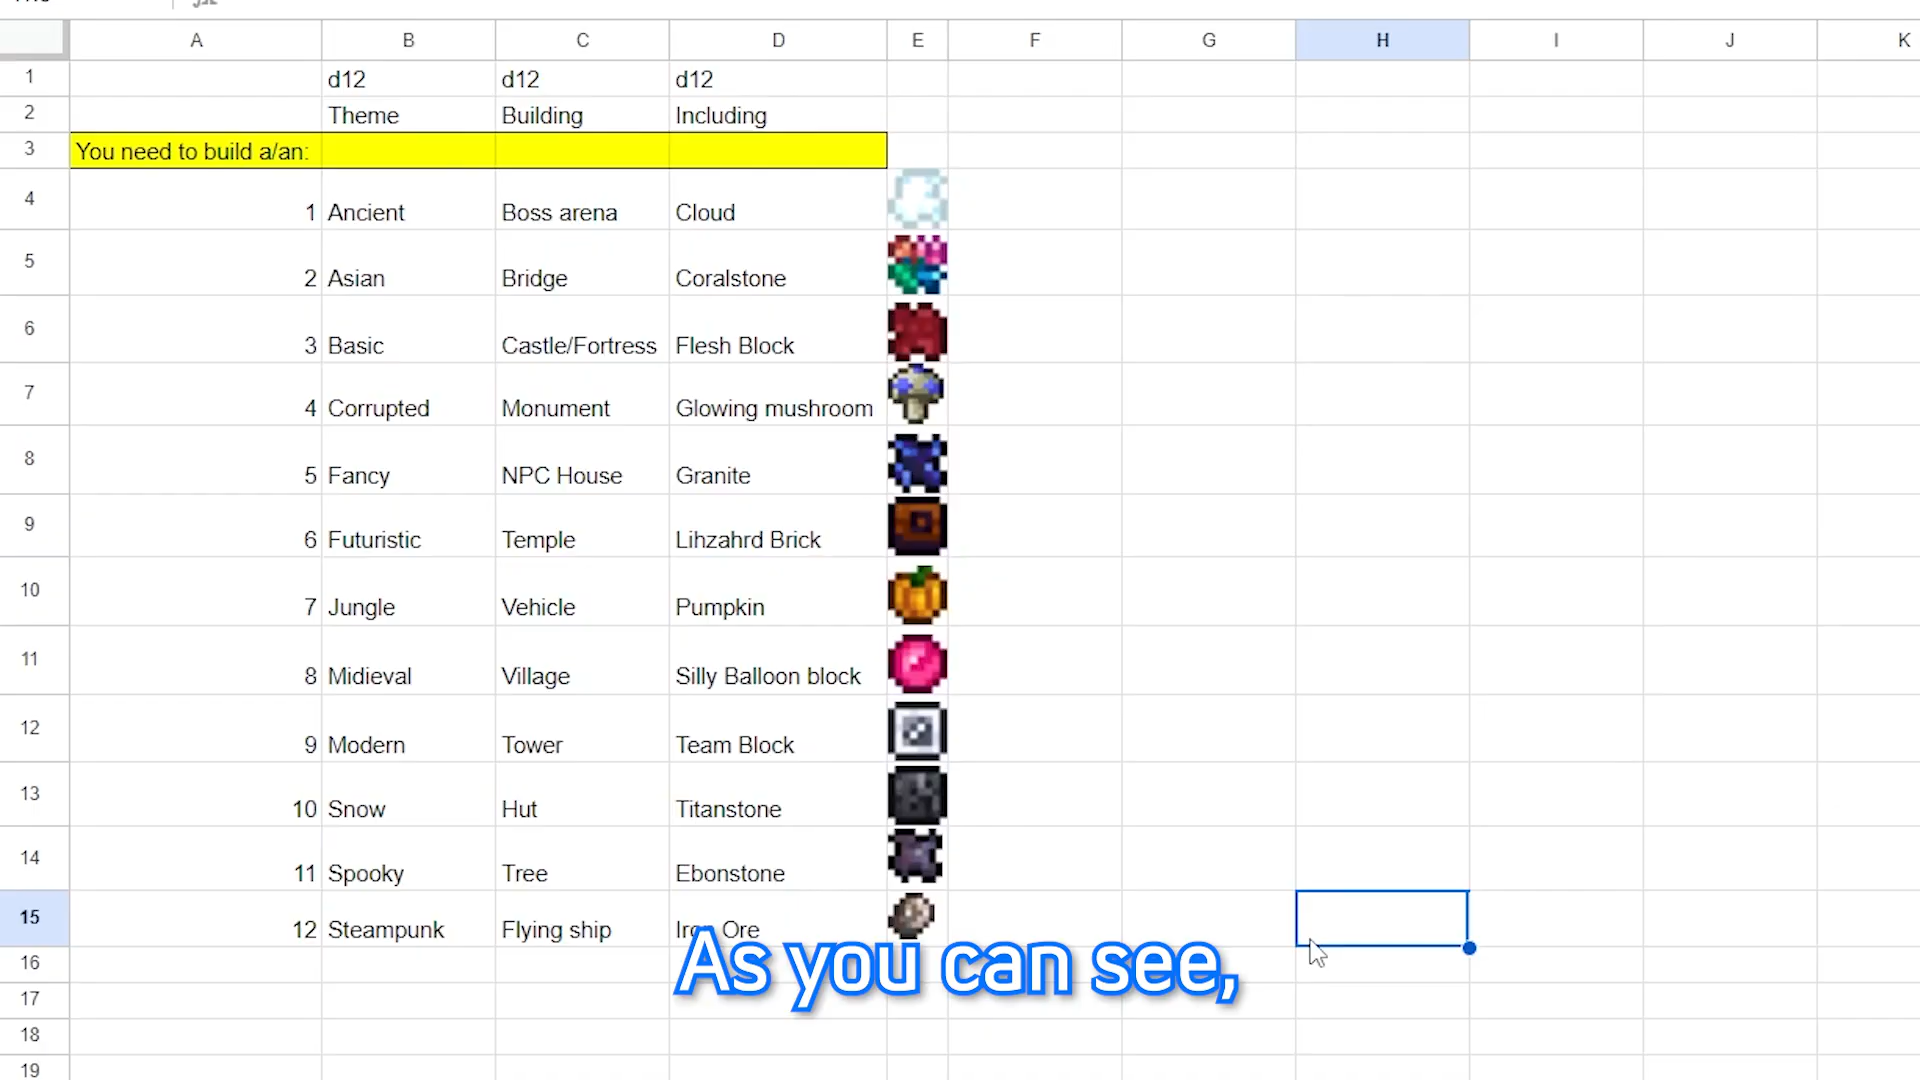 A B C D E F G H I J K
1 d12 d12 d12
2 Theme Building Including
3 You need to build a/an:
4 1 Ancient Boss arena Cloud
5 2 Asian Bridge Coralstone
6 3 Basic Castle/Fortress Flesh Block
7 4 Corrupted Monument Glowing mushroom
8 5 Fancy NPC House Granite
9 6 Futuristic Temple Lihzahrd Brick
10 7 Jungle Vehicle Pumpkin
11 8 Midieval Village Silly Balloon block
12 9 Modern Tower Team Block
13 10 Snow Hut Titanstone
14 11 Spooky Tree Ebonstone
15 12 Steampunk Flying ship Iron Ore
16
As you can see,
17
18
19